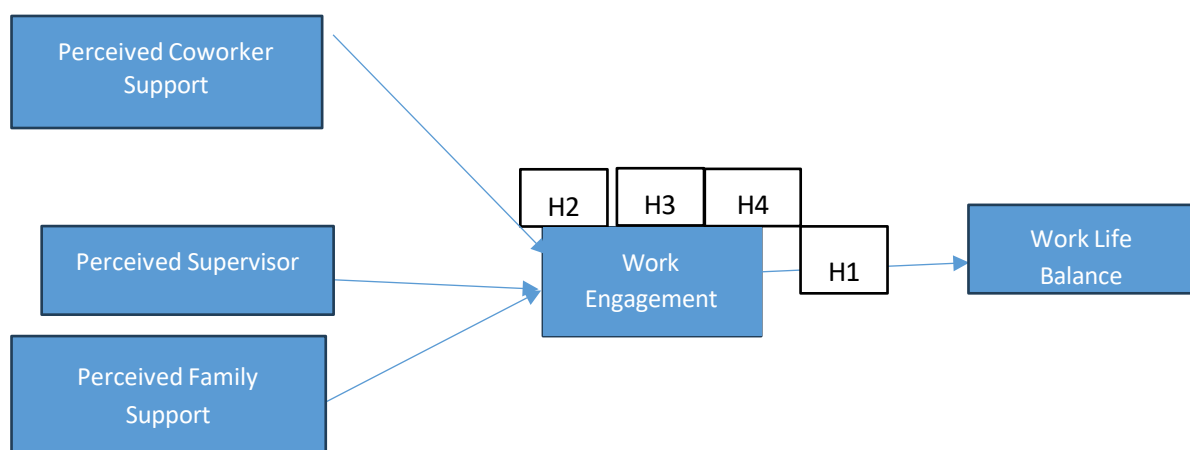 Perceived Coworker
Support
H2
H3
H4
Perceived Supervisor
Work
Engagement
H1
Work Life
Balance
Perceived Family
Support